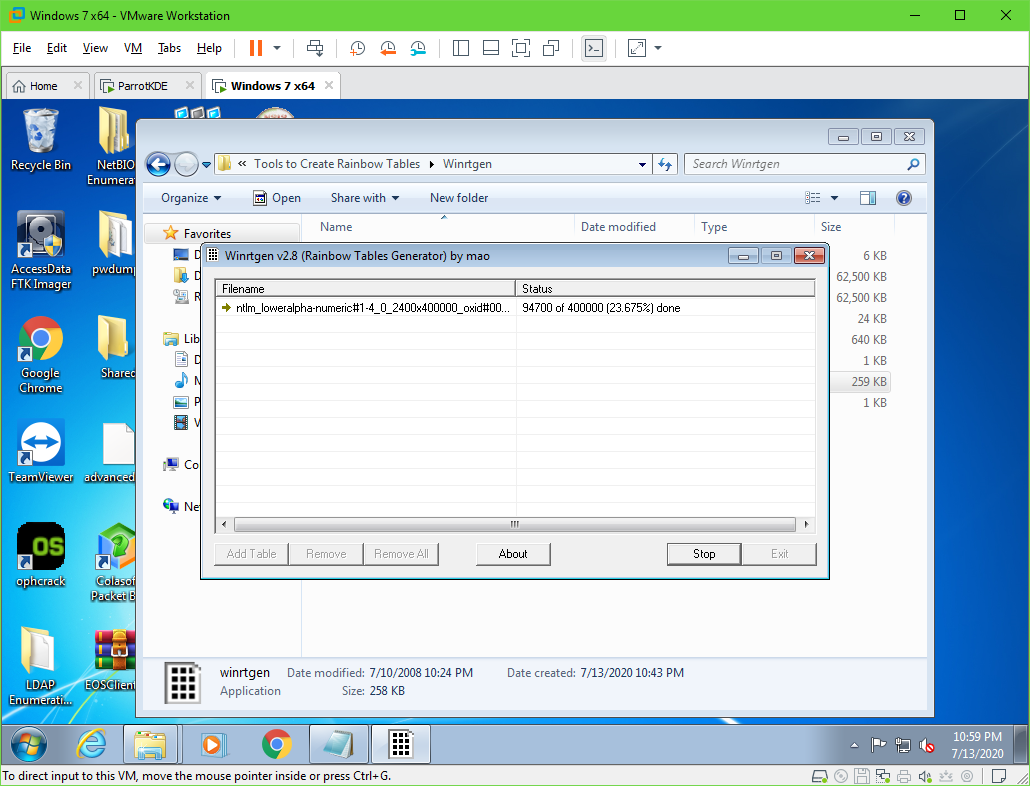 Windows 7 x64 - VMware Workstation
File Edit View VM Tabs Help
Home ParrotKDE Windows 7 x64
Recycle Bin
NetBIO
Enumerat
AccessData
FTK Imager
pwdump
Google
Chrome
Shared
TeamViewer
advanced
ophcrack
Colasof
Packet B
LDAP
Enumerati...
EOSClient
« Tools to Create Rainbow Tables Winrtgen
Search Winrtgen
Organize Open Share with New folder
Name Date modified Type Size
Favorites
D
D
R
Lib
D
M
P
V
Co
Ne
6 KB
62,500 KB
62,500 KB
24 KB
640 KB
1 KB
259 KB
1 KB
Winrtgen v2.8 (Rainbow Tables Generator) by mao
Filename Status
ntlm_loweralpha-numeric#1-4_0_2400x400000_oxid#00... 94700 of 400000 (23.675%) done
Add Table Remove Remove All About Stop Exit
winrtgen Date modified: 7/10/2008 10:24 PM Date created: 7/13/2020 10:43 PM
Application Size: 258 KB
10:59 PM
7/13/2020
To direct input to this VM, move the mouse pointer inside or press Ctrl+G.